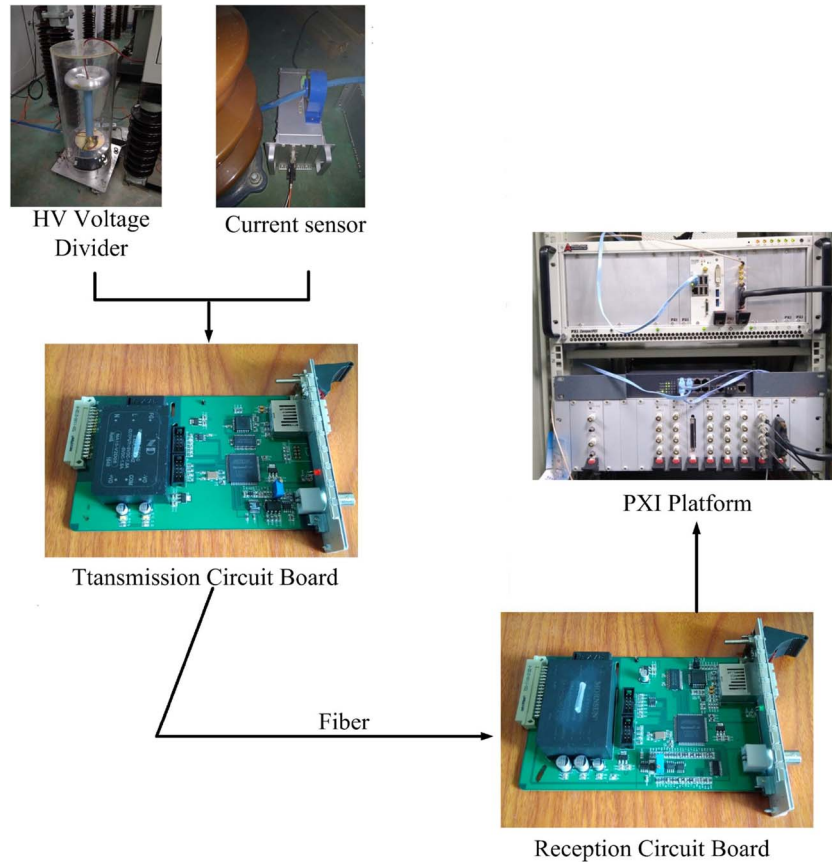 HV Voltage
Divider
Current sensor
Ttansmission Circuit Board
Fiber
PXI Platform
Reception Circuit Board